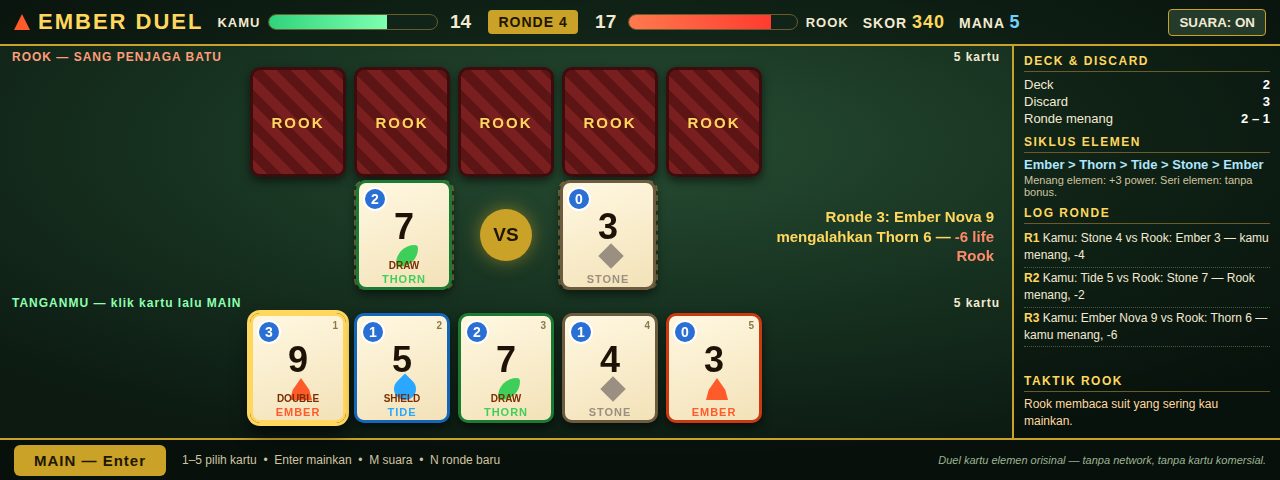 EMBER DUEL KAMU 14 RONDE 4 17 ROOK SKOR 340 MANA 5 SUARA: ON
ROOK — SANG PENJAGA BATU 5 kartu
ROOK ROOK ROOK ROOK ROOK
2 7 DRAW THORN
VS
0 3 STONE
Ronde 3: Ember Nova 9
mengalahkan Thorn 6 — -6 life
Rook
TANGANMU — klik kartu lalu MAIN 5 kartu
3 1 9 DOUBLE EMBER
1 2 5 SHIELD TIDE
2 3 7 DRAW THORN
1 4 4 STONE
0 5 3 EMBER
DECK & DISCARD
Deck 2
Discard 3
Ronde menang 2 – 1
SIKLUS ELEMEN
Ember > Thorn > Tide > Stone > Ember
Menang elemen: +3 power. Seri elemen: tanpa
bonus.
LOG RONDE
R1 Kamu: Stone 4 vs Rook: Ember 3 — kamu
menang, -4
R2 Kamu: Tide 5 vs Rook: Stone 7 — Rook
menang, -2
R3 Kamu: Ember Nova 9 vs Rook: Thorn 6 —
kamu menang, -6
TAKTIK ROOK
Rook membaca suit yang sering kau
mainkan.
MAIN — Enter 1–5 pilih kartu • Enter mainkan • M suara • N ronde baru
Duel kartu elemen orisinal — tanpa network, tanpa kartu komersial.